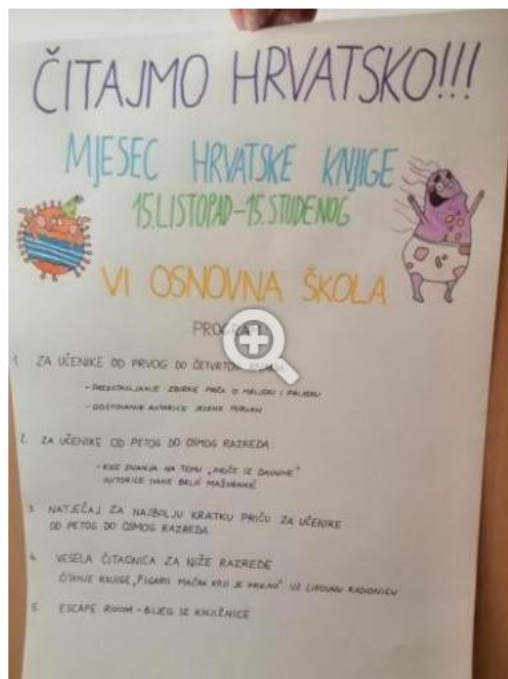 ČITAJMO HRVATSKO!!!
MJESEC HRVATSKE KNJIGE
15.LISTOPAD-15.STUDENOG
VI OSNOVNA ŠKOLA
1. ZA UČENIKE OD PRVOG DO ČETVRTOG
- PREDSTAVLJANJE ZBIRKE PRIČA O
- GOSTOVANJE AUTORICE JELENE
2. ZA UČENIKE OD PETOG DO OSMOG RAZREDA:
- KVIZ ZNANJA NA TEMU „PRIČE IZ DAVNINE"
AUTORICE IVANE BRLIĆ MAŽURANIĆ
3. NATJEČAJ ZA NAJBOLJU KRATKU PRIČU ZA UČENIKE
OD PETOG DO OSMOG RAZREDA
4. VESELA ČITAONICA ZA NIŽE RAZREDE
ČITANJE KNJIGE „FIGARO MAČAK KOJI JE HRKAO" UZ LIKOVNU RADIONICU
5. ESCAPE ROOM - BIJEG IZ KNJIŽNICE